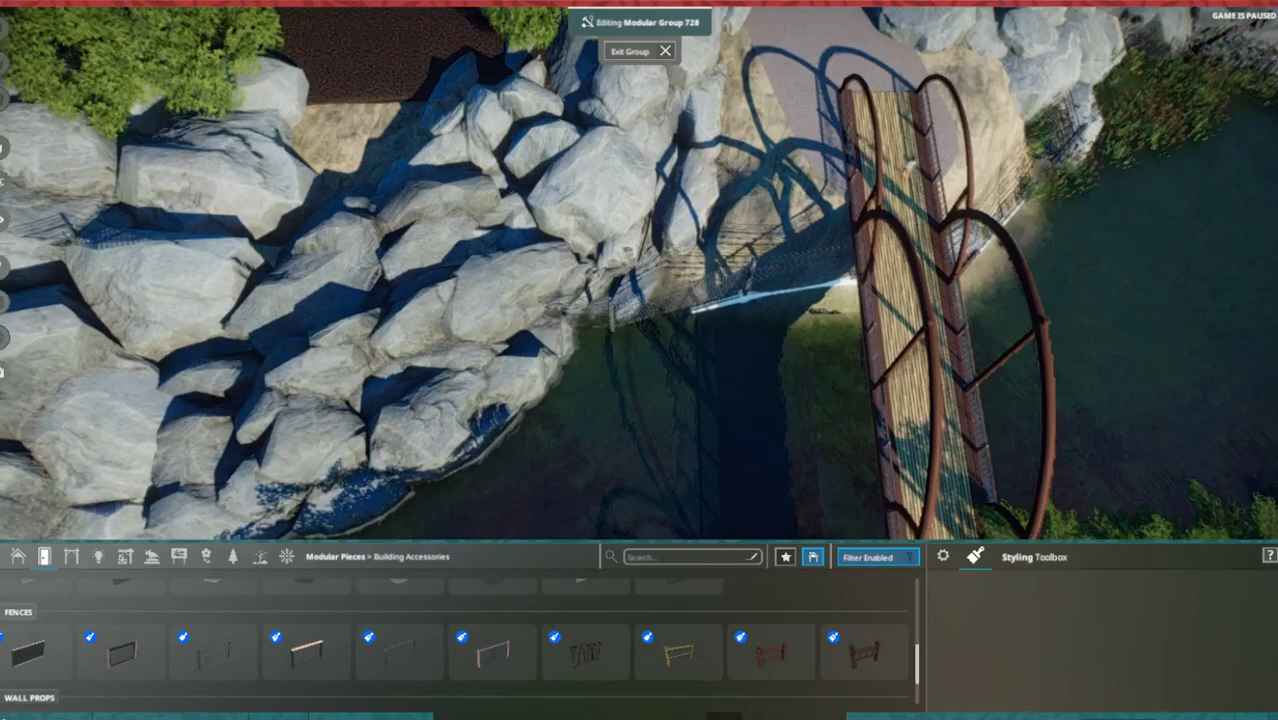 Editing Modular Group 728
GAME IS PAUSED
Exit Group
Modular Pieces > Building Accessories
Search...
Filter Enabled
Styling Toolbox
?
FENCES
WALL PROPS